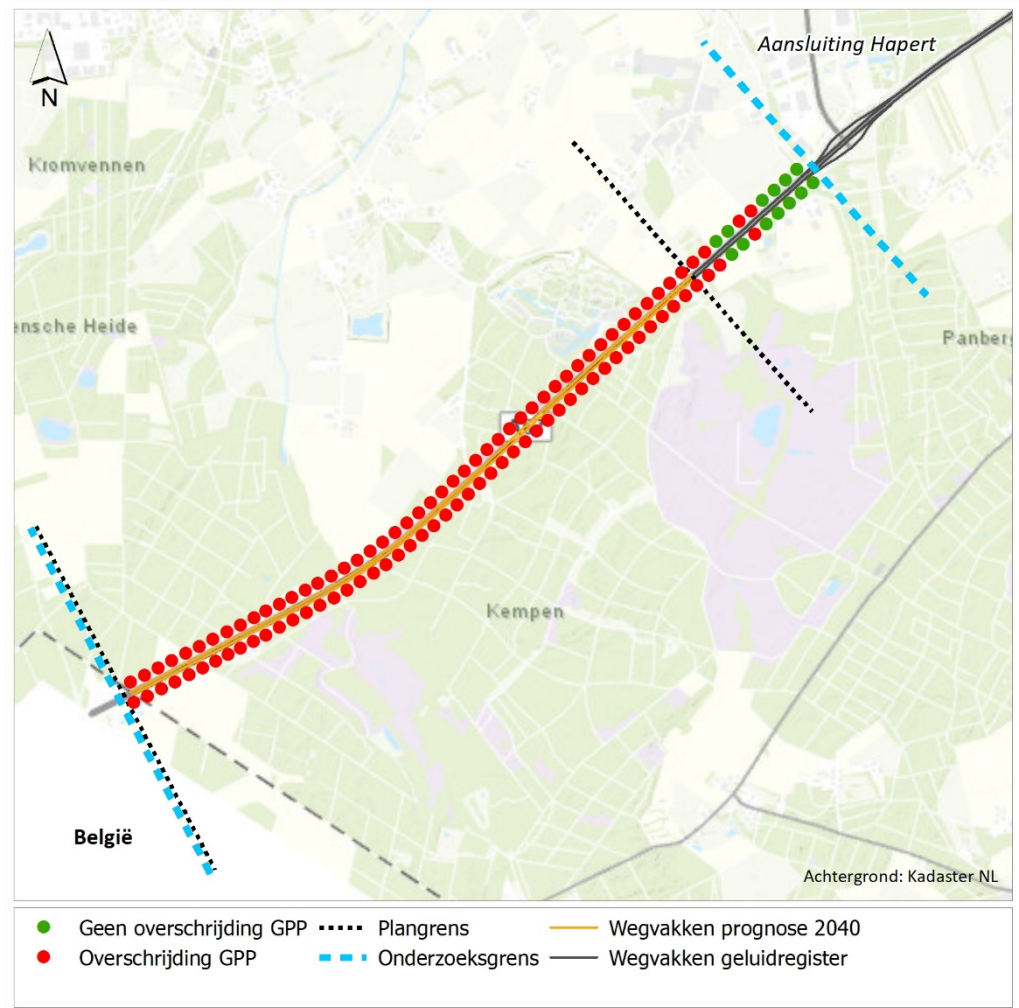 Aansluiting Hapert
N
Kromvennen
ensche Heide
Panberg
Kempen
België
Achtergrond: Kadaster NL
Geen overschrijding GPP
Plangrens
Wegvakken prognose 2040
Overschrijding GPP
Onderzoeksgrens
Wegvakken geluidregister